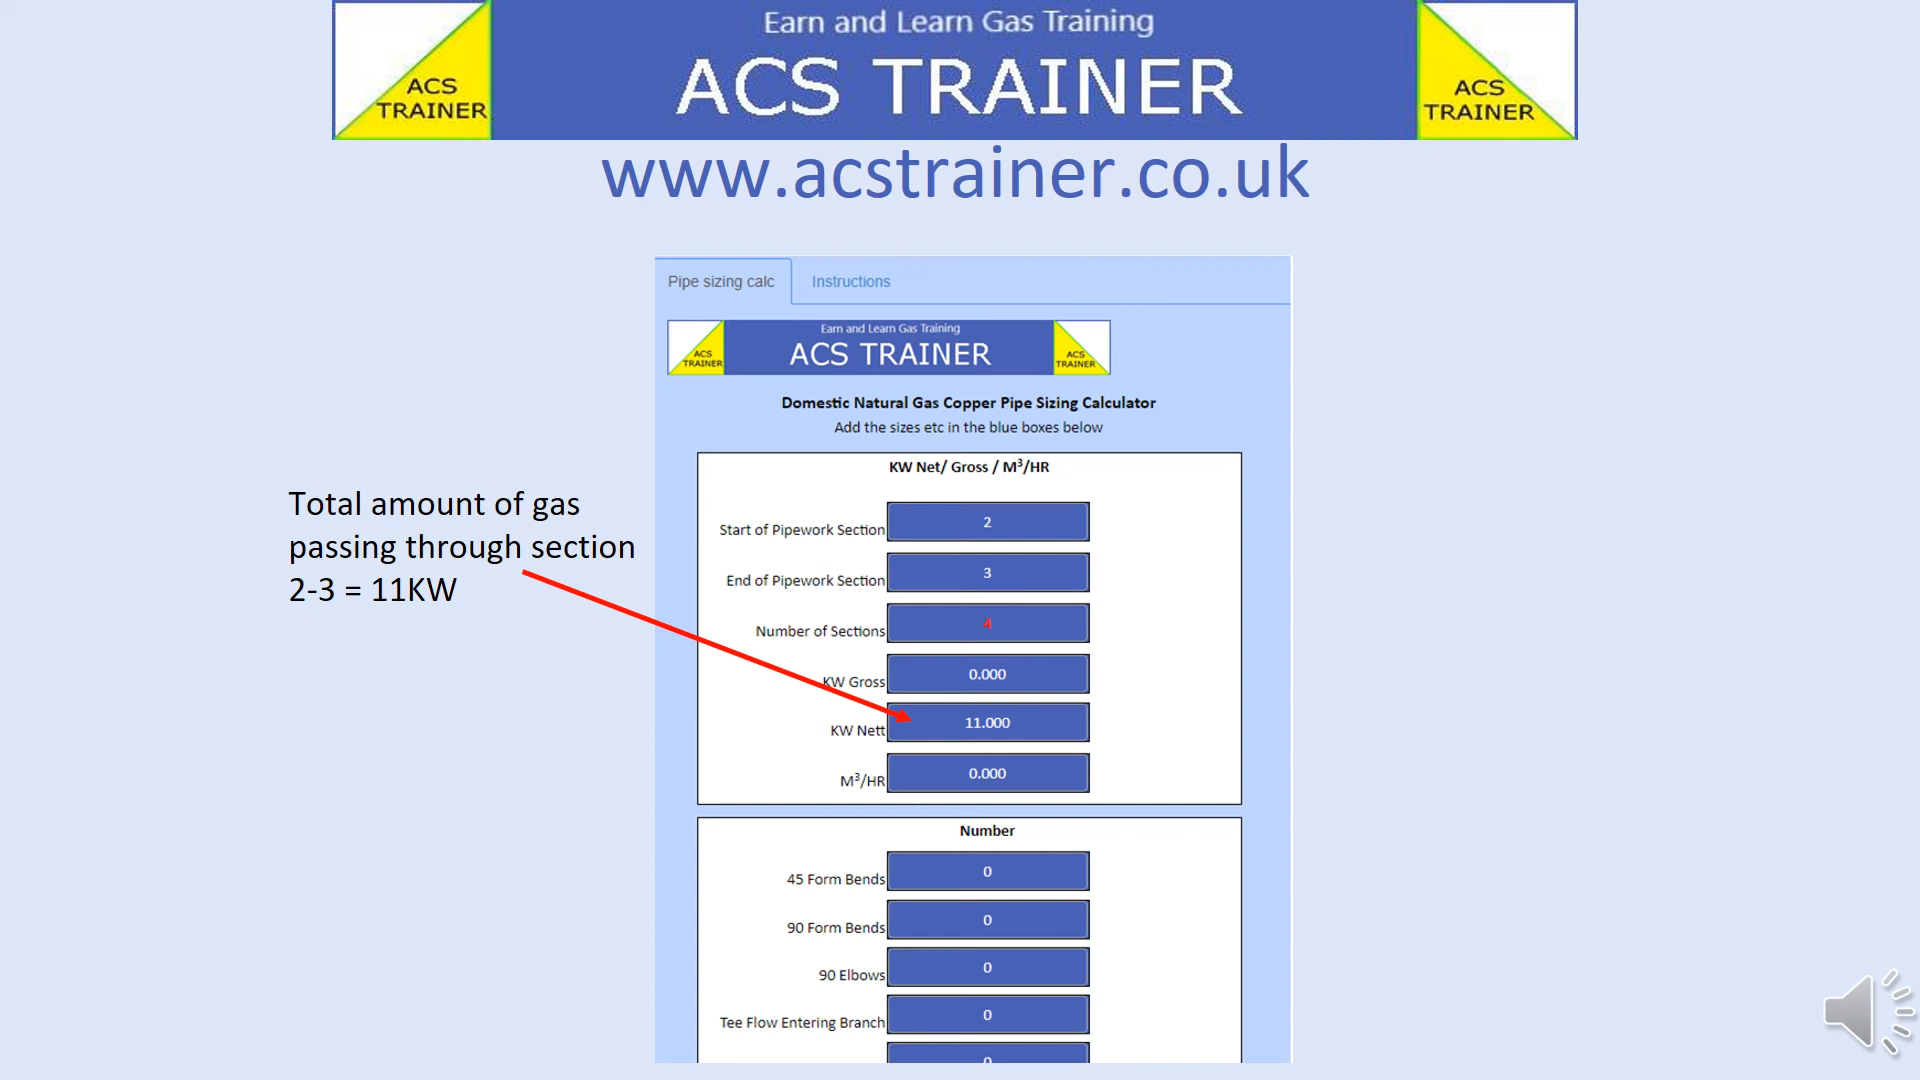 Earn and Learn Gas Training
ACS
TRAINER
ACS TRAINER
ACS
TRAINER
www.acstrainer.co.uk
Pipe sizing calc
Instructions
Earn and Learn Gas Training
ACS
TRAINER
ACS TRAINER
ACS
TRAINER
Domestic Natural Gas Copper Pipe Sizing Calculator
Add the sizes etc in the blue boxes below
KW Net/ Gross / M³/HR
Total amount of gas
passing through section
2-3 = 11KW
Start of Pipework Section 2
End of Pipework Section 3
Number of Sections 4
KW Gross 0.000
KW Nett 11.000
M³/HR 0.000
Number
45 Form Bends 0
90 Form Bends 0
90 Elbows 0
Tee Flow Entering Branch 0
0